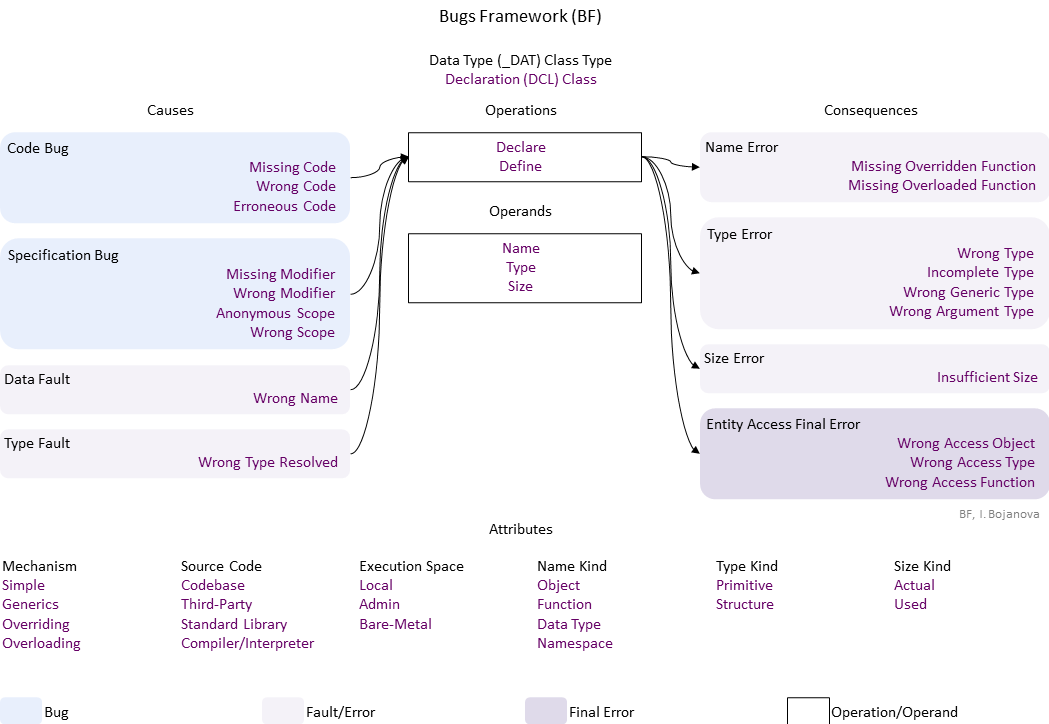 Bugs Framework (BF)
Data Type (_DAT) Class Type
Declaration (DCL) Class
Causes
Operations
Consequences
Code Bug
Missing Code
Wrong Code
Erroneous Code
Specification Bug
Missing Modifier
Wrong Modifier
Anonymous Scope
Wrong Scope
Data Fault
Wrong Name
Type Fault
Wrong Type Resolved
Declare
Define
Operands
Name
Type
Size
Name Error
Missing Overridden Function
Missing Overloaded Function
Type Error
Wrong Type
Incomplete Type
Wrong Generic Type
Wrong Argument Type
Size Error
Insufficient Size
Entity Access Final Error
Wrong Access Object
Wrong Access Type
Wrong Access Function
BF, I. Bojanova
Attributes
Mechanism
Simple
Generics
Overriding
Overloading
Source Code
Codebase
Third-Party
Standard Library
Compiler/Interpreter
Execution Space
Local
Admin
Bare-Metal
Name Kind
Object
Function
Data Type
Namespace
Type Kind
Primitive
Structure
Size Kind
Actual
Used
Bug
Fault/Error
Final Error
Operation/Operand